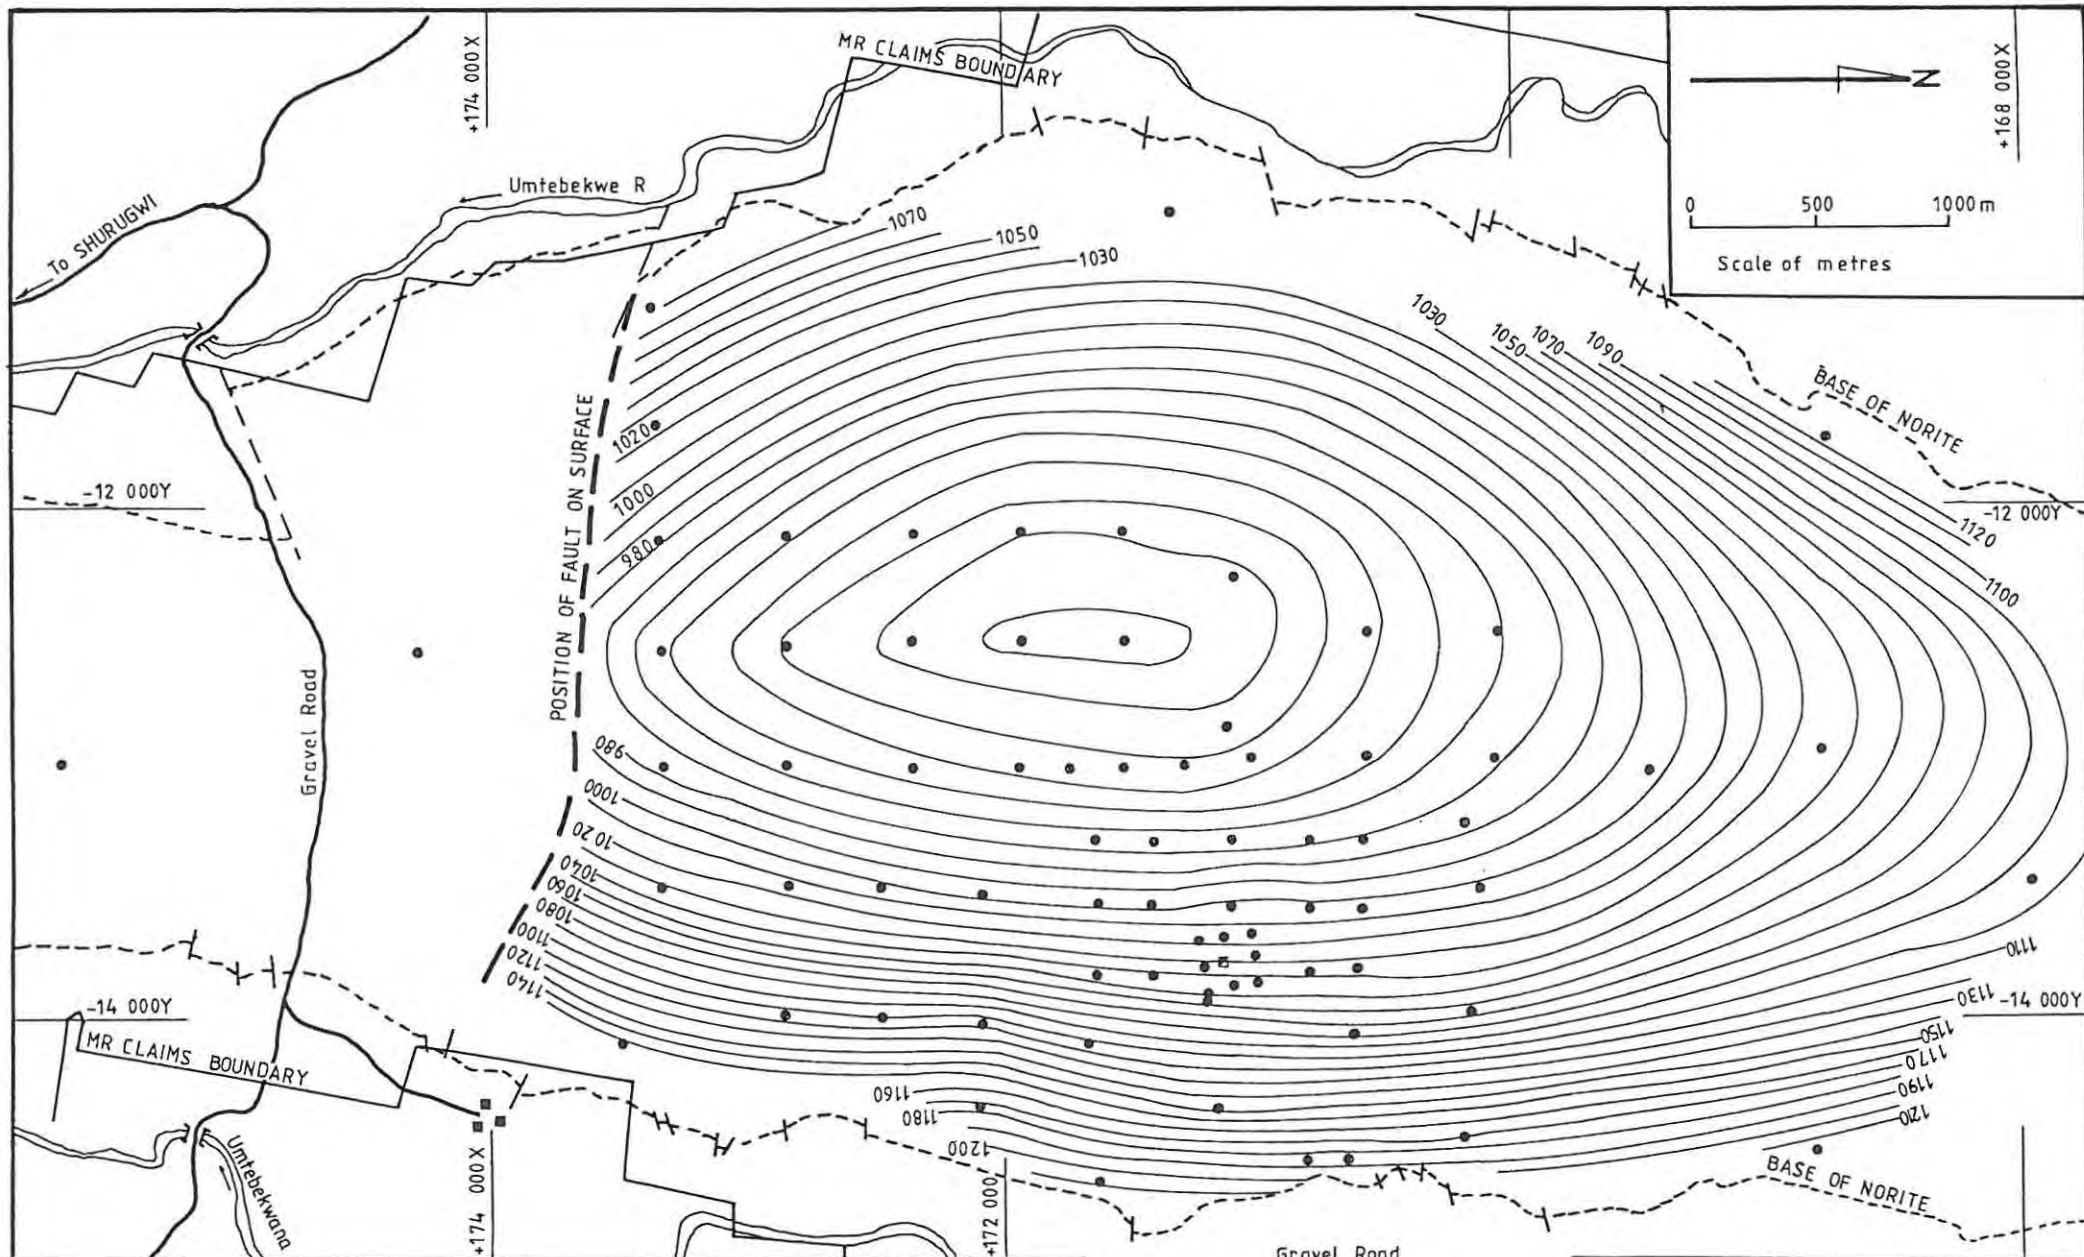 +174 000X
MR CLAIMS BOUNDARY
N
+168 000X
0 500 1000m
Scale of metres
To SHURUGWI
Umtebekwe R
1070
1050
1030
1030
1050
1070
1090
BASE OF NORITE
POSITION OF FAULT ON SURFACE
1020
1000
980
-12 000Y
-12 000Y
1120
1100
Gravel Road
980
1000
1020
1040
1060
1080
1100
1120
1140
1110
1130
-14 000Y
-14 000Y
1150
1170
1190
1210
MR CLAIMS BOUNDARY
1160
1180
1200
BASE OF NORITE
Umtebekwana
+174 000X
+172 000
Gravel Road